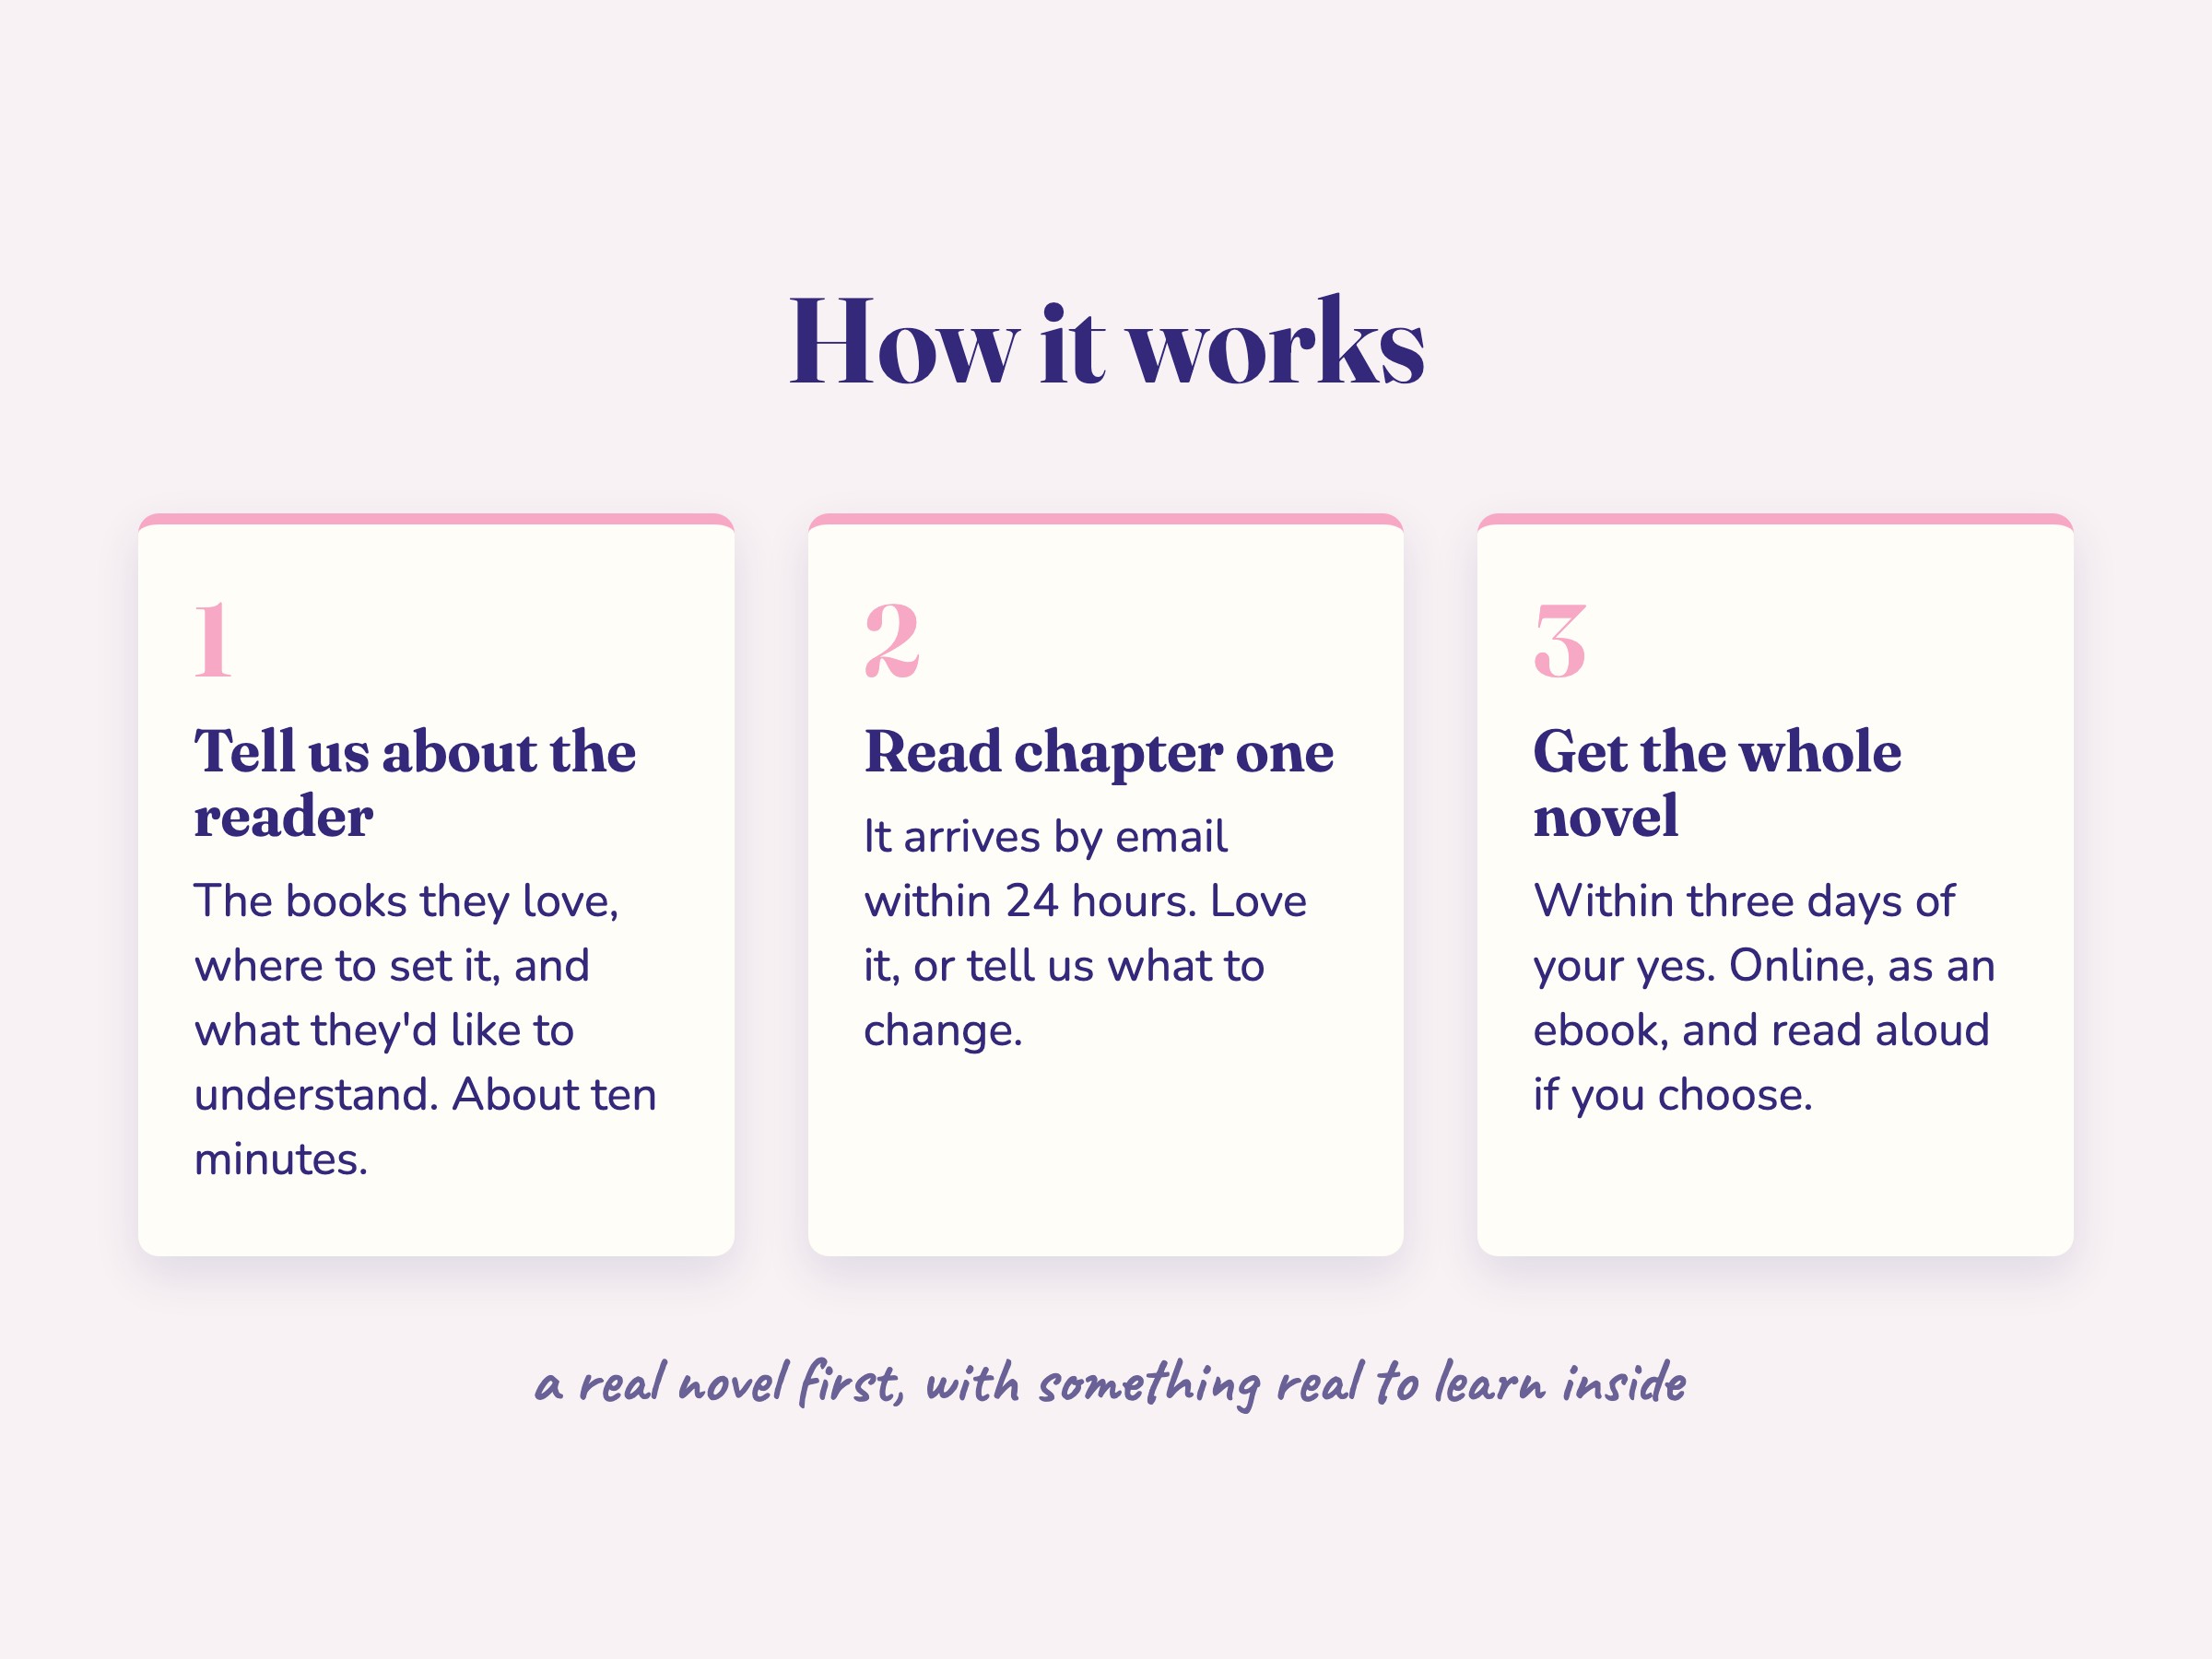 How it works
1
Tell us about the
reader
The books they love,
where to set it, and
what they'd like to
understand. About ten
minutes.
2
Read chapter one
It arrives by email
within 24 hours. Love
it, or tell us what to
change.
3
Get the whole
novel
Within three days of
your yes. Online, as an
ebook, and read aloud
if you choose.
a real novel first, with something real to learn inside